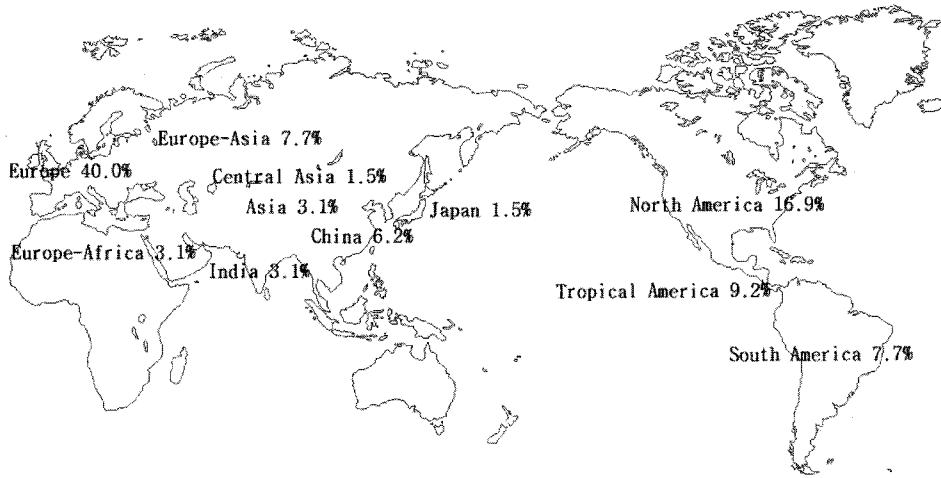 Europe-Asia 7.7%
Europe 40.0%
Central Asia 1.5%
Asia 3.1%
Japan 1.5%
North America 16.9%
China 6.2%
Europe-Africa 3.1%
India 3.1%
Tropical America 9.2%
South America 7.7%